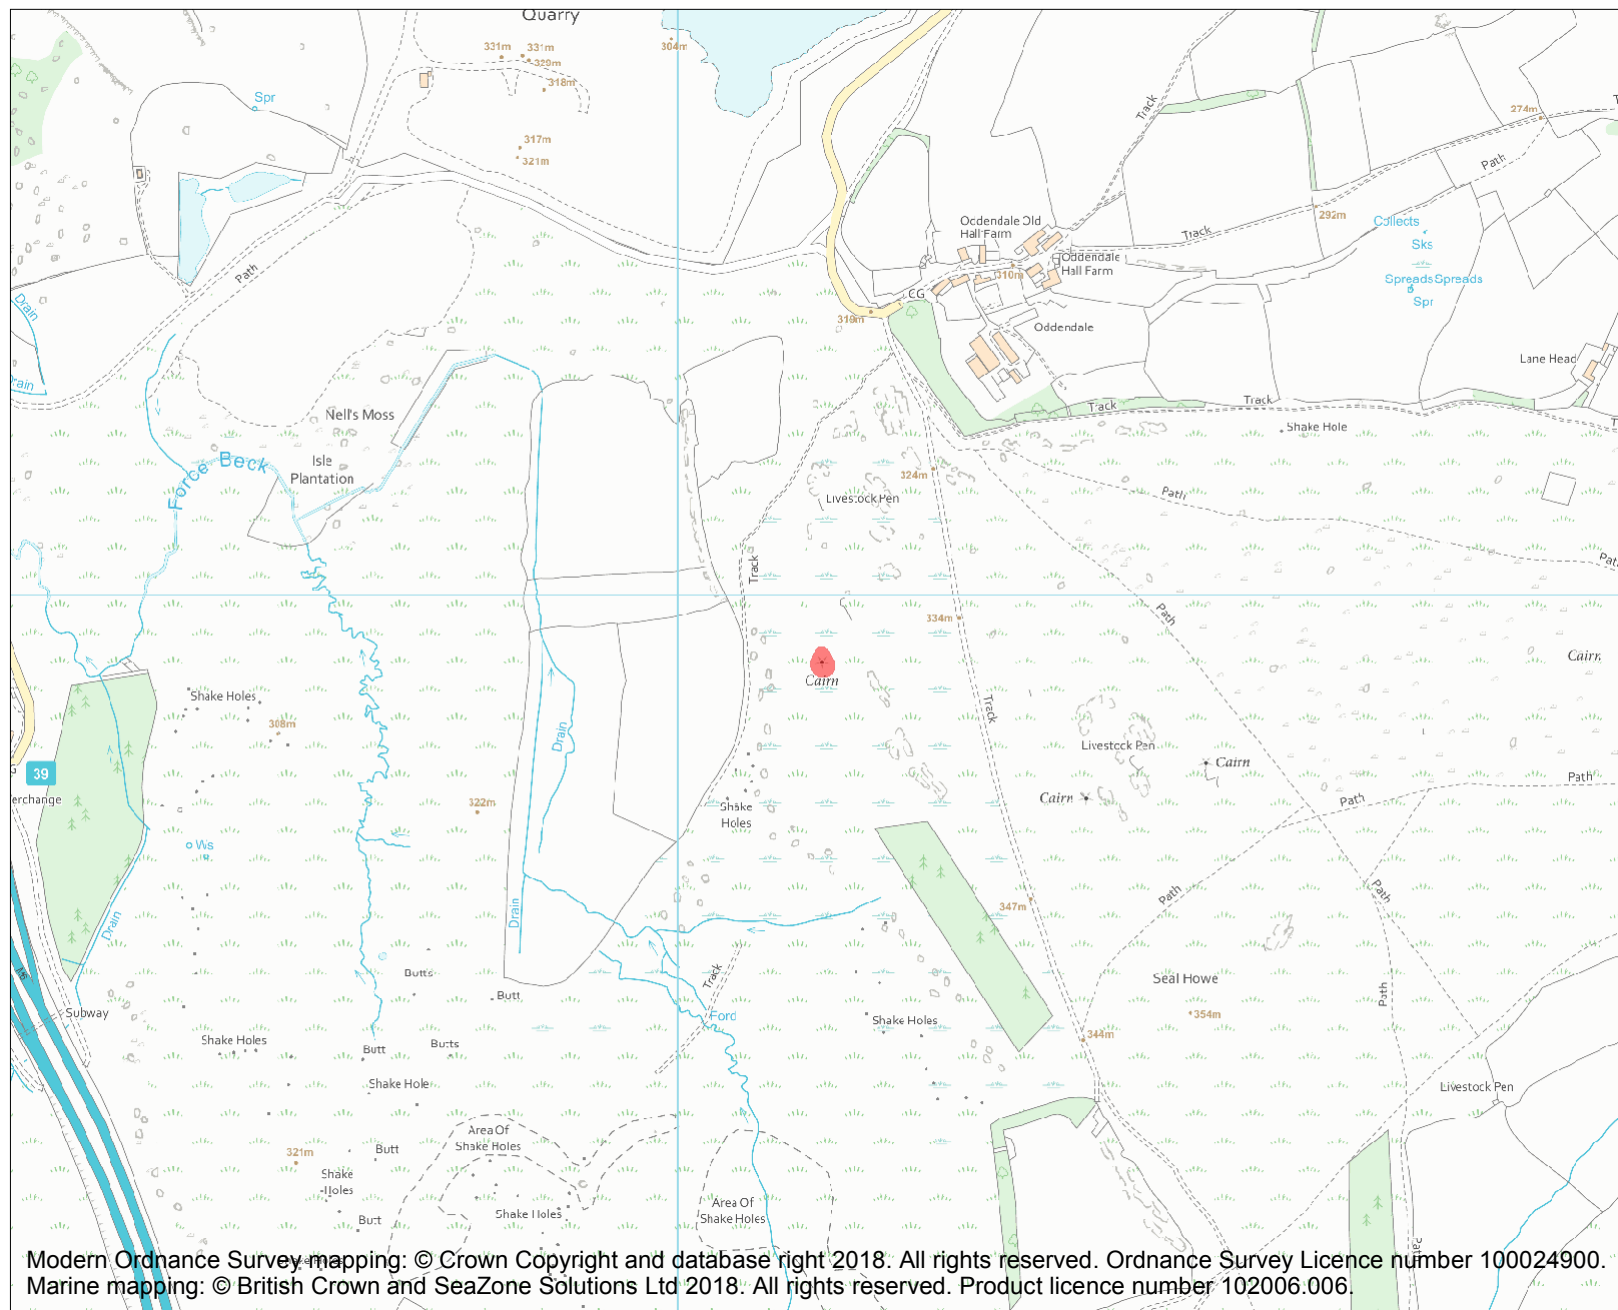 Quarry
331m
331m
329m
304m
318m
Spr
Track
274m
317m
321m
Path
292m
Collects
Oddendale Old
Hall Farm
Track
Sks
Oddendale
Hall Farm
310m
Path
Spreads Spreads
CG
Spr
Drain
319m
Oddendale
Lane Head
Drain
Nell's Moss
Track
Track
Shake Hole
Isle
Plantation
Force Beck
324m
Livestock Pen
Path
Track
Path
334m
Cairn
Cairn
Shake Holes
Track
308m
Drain
Livestock Pen
Cairn
39
Path
erchange
322m
Cairn
Path
Shake
Holes
Ws
Path
Path
347m
Drain
Drain
Butts
Track
Seal Howe
Path
Butt
M6
Subway
Ford
354m
Shake Holes
Shake Holes
Butts
344m
Butt
Shake Hole
Livestock Pen
Area Of
Shake Holes
321m
Butt
Shake
Holes
Area Of
Shake Holes
Shake Holes
Butt
Path
Modern Ordnance Survey mapping: © Crown Copyright and database right 2018. All rights reserved. Ordnance Survey Licence number 100024900.
Marine mapping: © British Crown and SeaZone Solutions Ltd 2018. All rights reserved. Product licence number 102006.006.